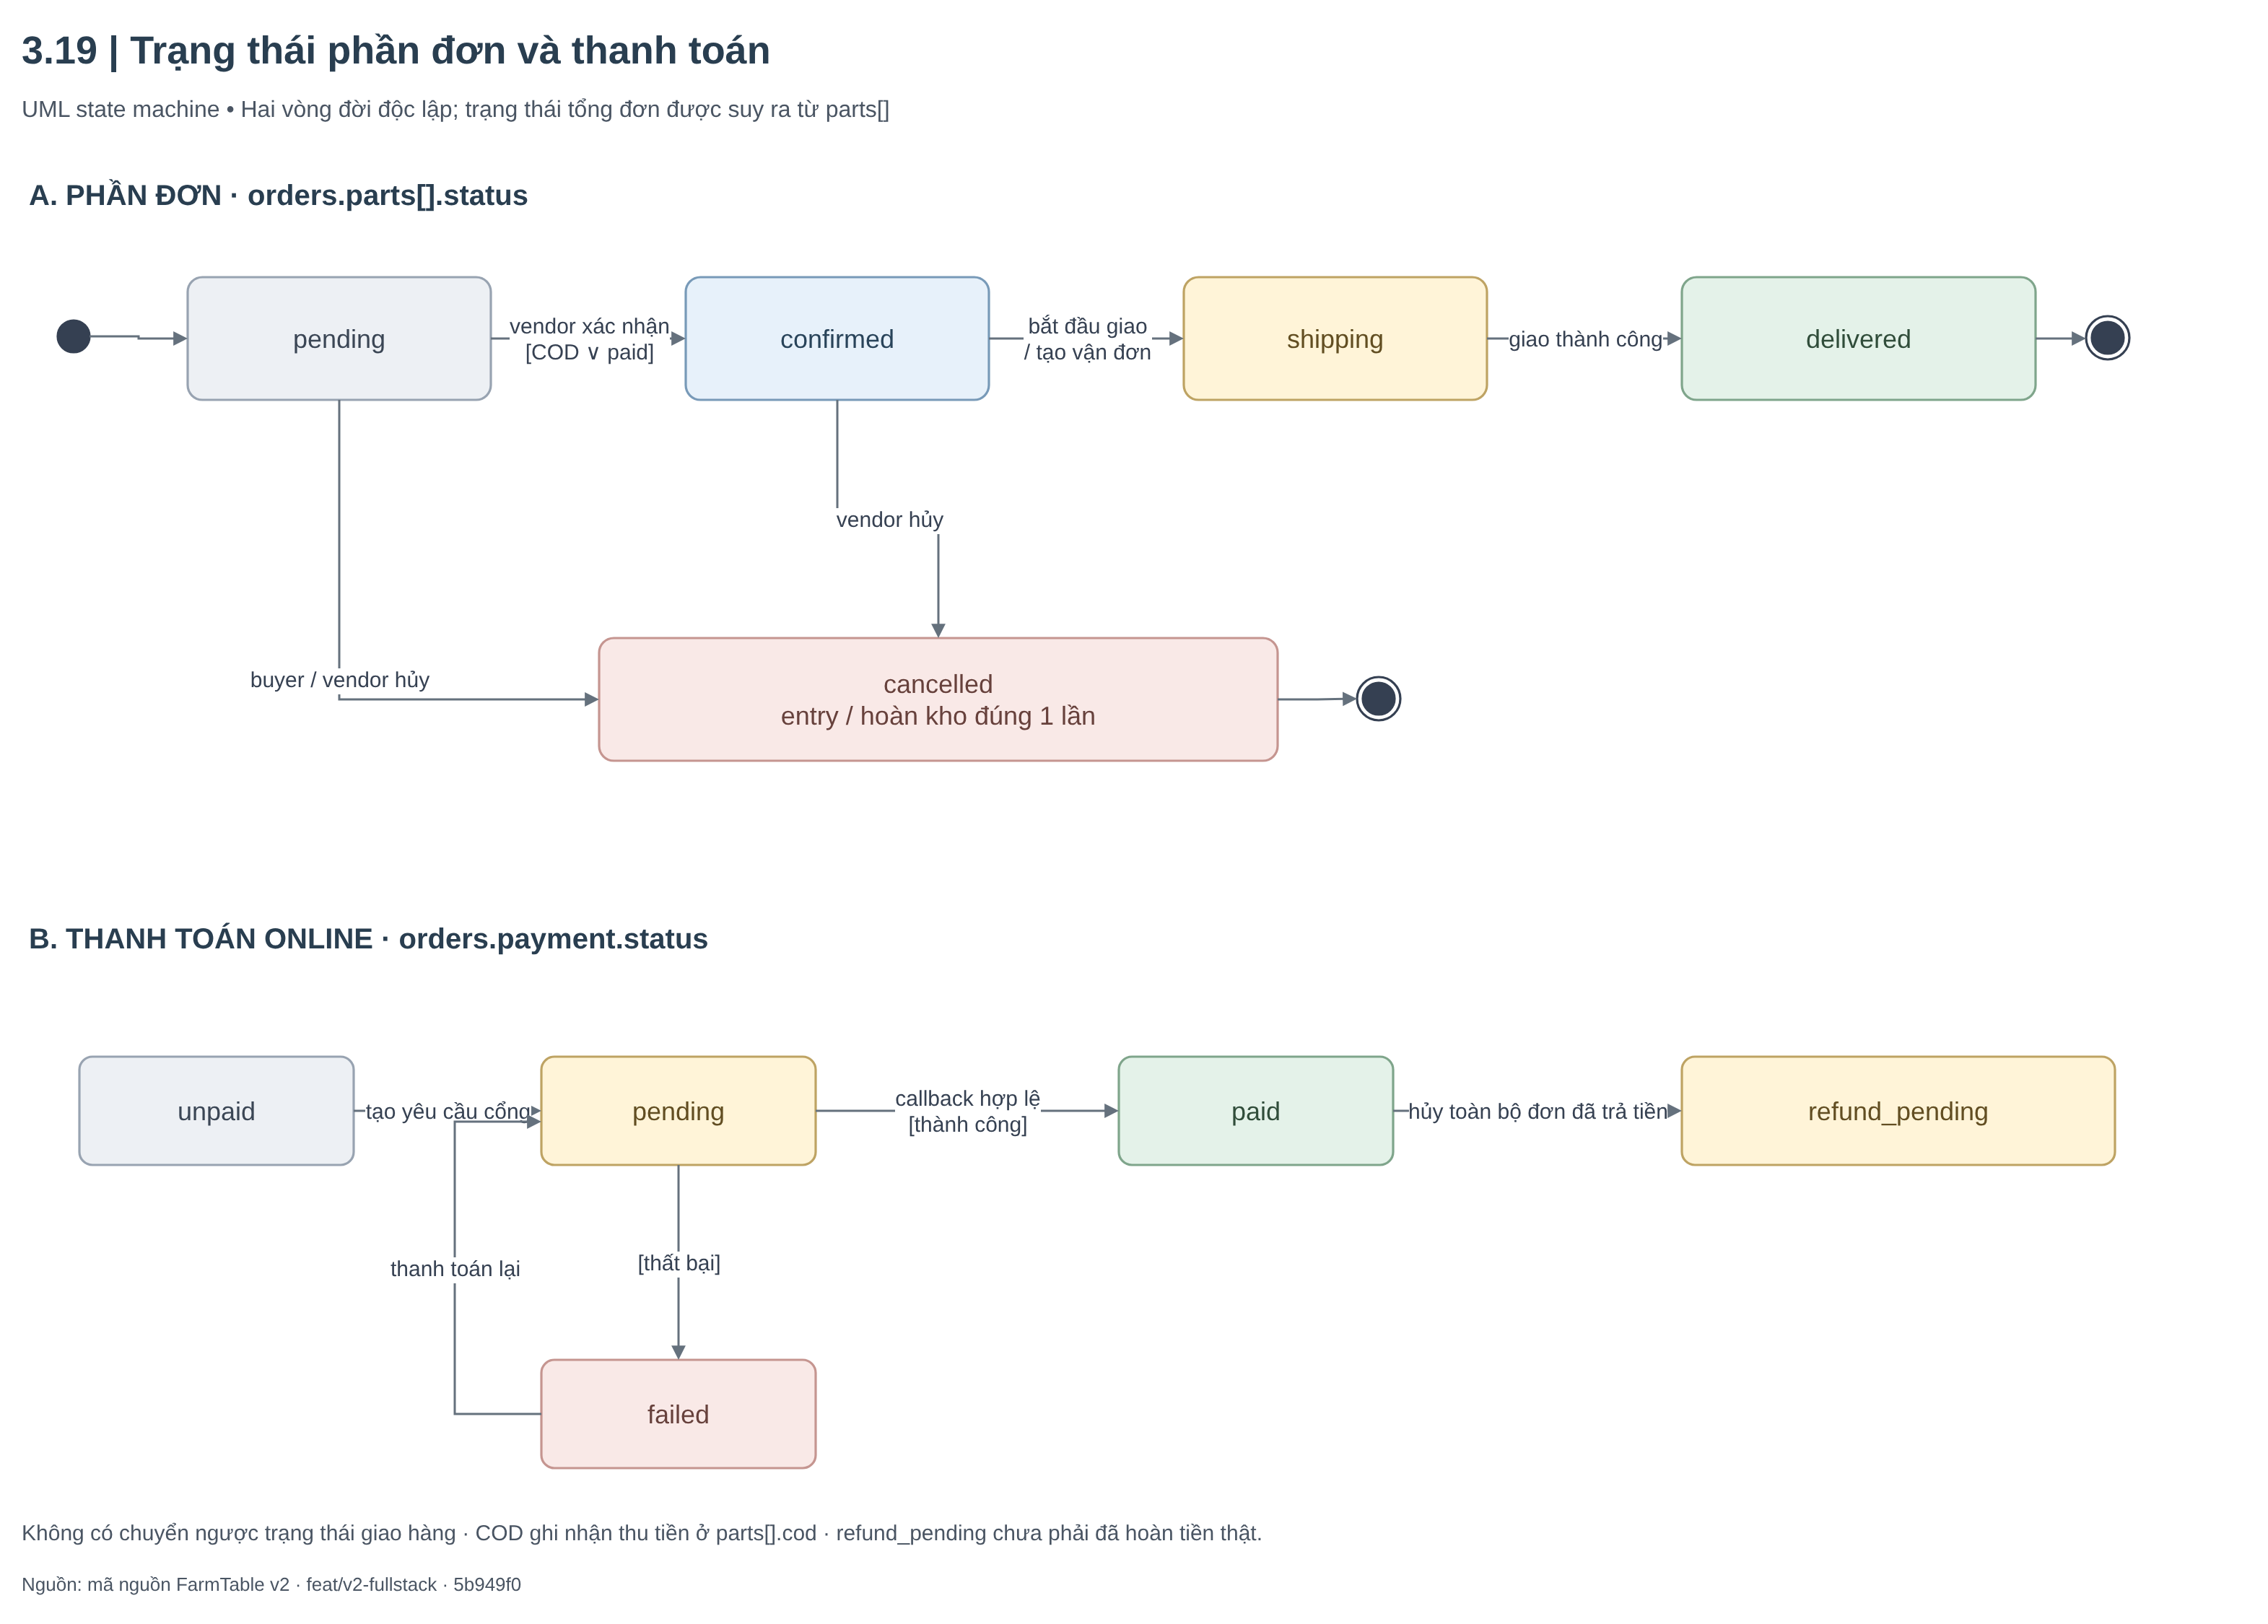 3.19 | Trạng thái phần đơn và thanh toán
UML state machine • Hai vòng đời độc lập; trạng thái tổng đơn được suy ra từ parts[]
A. PHẦN ĐƠN · orders.parts[].status
pending
vendor xác nhận
[COD ∨ paid]
confirmed
bắt đầu giao
/ tạo vận đơn
shipping
giao thành công
delivered
vendor hủy
buyer / vendor hủy
cancelled
entry / hoàn kho đúng 1 lần
B. THANH TOÁN ONLINE · orders.payment.status
unpaid
tạo yêu cầu cổng
pending
callback hợp lệ
[thành công]
paid
hủy toàn bộ đơn đã trả tiền
refund_pending
thanh toán lại
[thất bại]
failed
Không có chuyển ngược trạng thái giao hàng · COD ghi nhận thu tiền ở parts[].cod · refund_pending chưa phải đã hoàn tiền thật.
Nguồn: mã nguồn FarmTable v2 · feat/v2-fullstack · 5b949f0